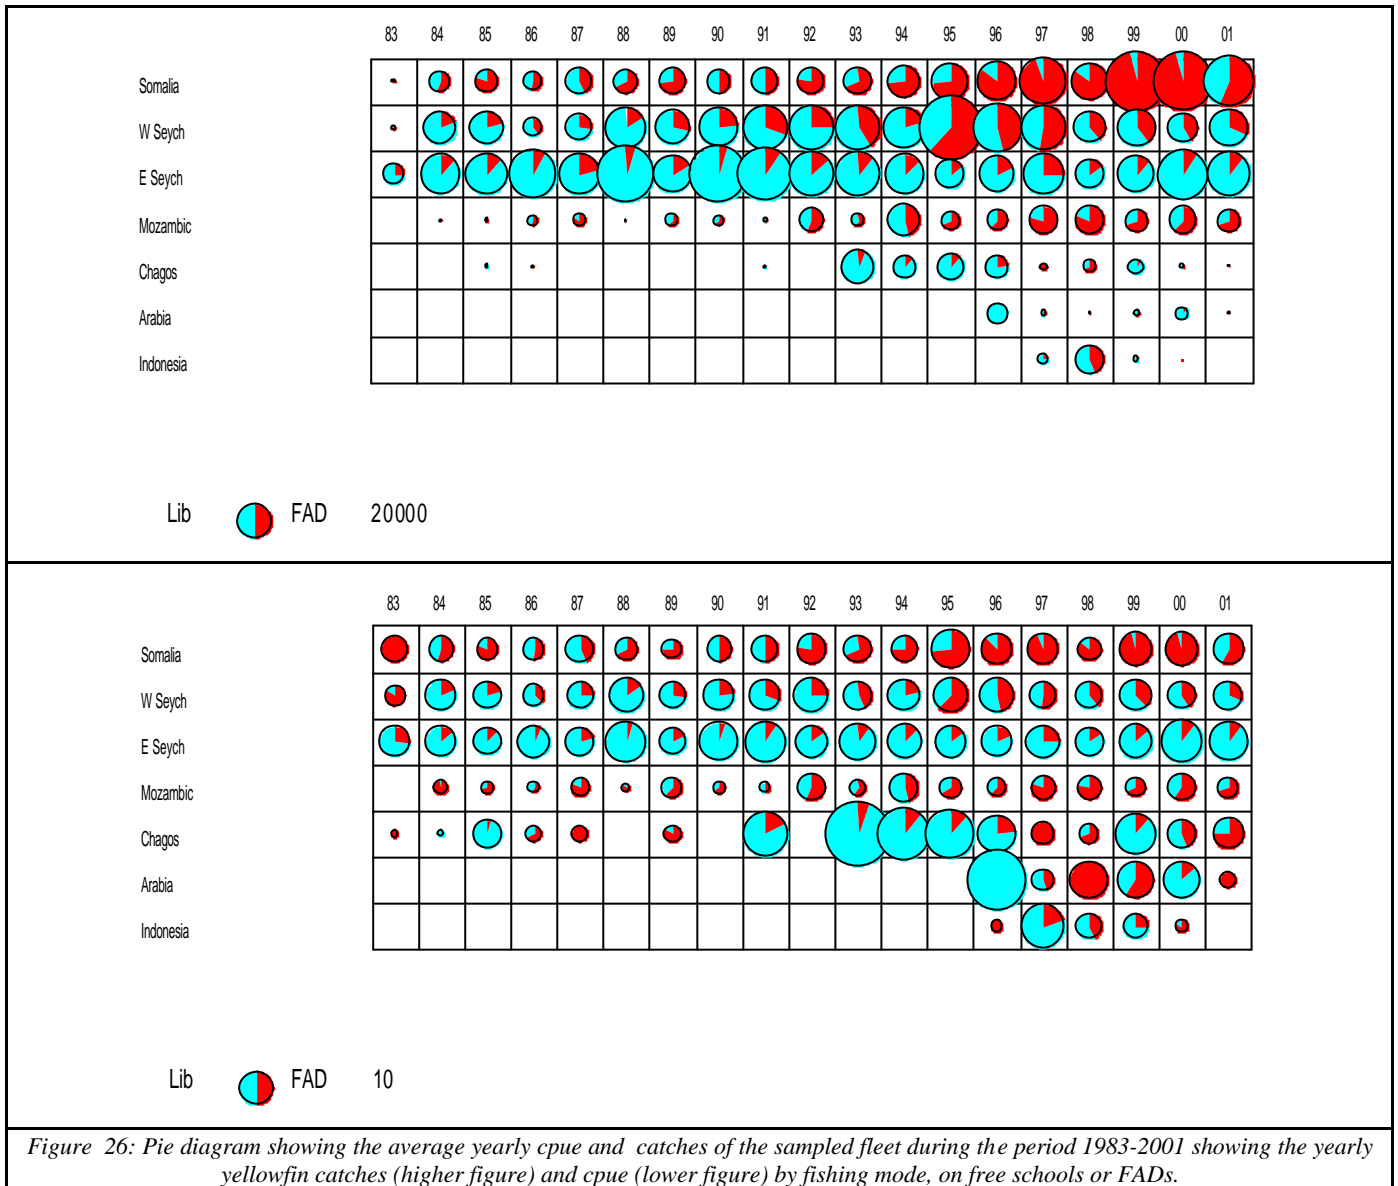 83 84 85 86 87 88 89 90 91 92 93 94 95 96 97 98 99 00 01
Somalia
W Seych
E Seych
Mozambic
Chagos
Arabia
Indonesia
Lib FAD 20000
83 84 85 86 87 88 89 90 91 92 93 94 95 96 97 98 99 00 01
Somalia
W Seych
E Seych
Mozambic
Chagos
Arabia
Indonesia
Lib FAD 10
Figure 26: Pie diagram showing the average yearly cpue and catches of the sampled fleet during the period 1983-2001 showing the yearly
yellowfin catches (higher figure) and cpue (lower figure) by fishing mode, on free schools or FADs.